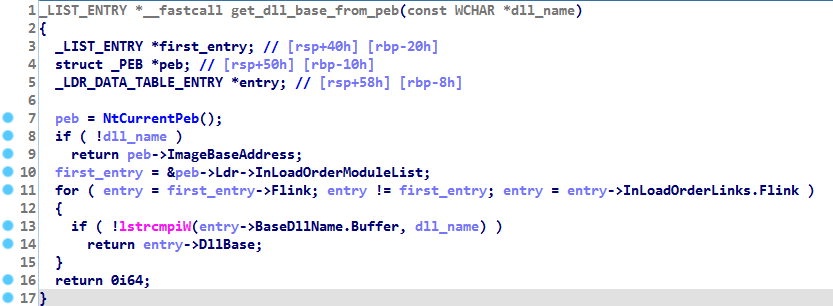 1 _LIST_ENTRY *__fastcall get_dll_base_from_peb(const WCHAR *dll_name)
2 {
3   _LIST_ENTRY *first_entry; // [rsp+40h] [rbp-20h]
4   struct _PEB *peb; // [rsp+50h] [rbp-10h]
5   _LDR_DATA_TABLE_ENTRY *entry; // [rsp+58h] [rbp-8h]
6
7   peb = NtCurrentPeb();
8   if ( !dll_name )
9     return peb->ImageBaseAddress;
10   first_entry = &peb->Ldr->InLoadOrderModuleList;
11   for ( entry = first_entry->Flink; entry != first_entry; entry = entry->InLoadOrderLinks.Flink )
12   {
13     if ( !lstrcmpiW(entry->BaseDllName.Buffer, dll_name) )
14       return entry->DllBase;
15   }
16   return 0i64;
17 }